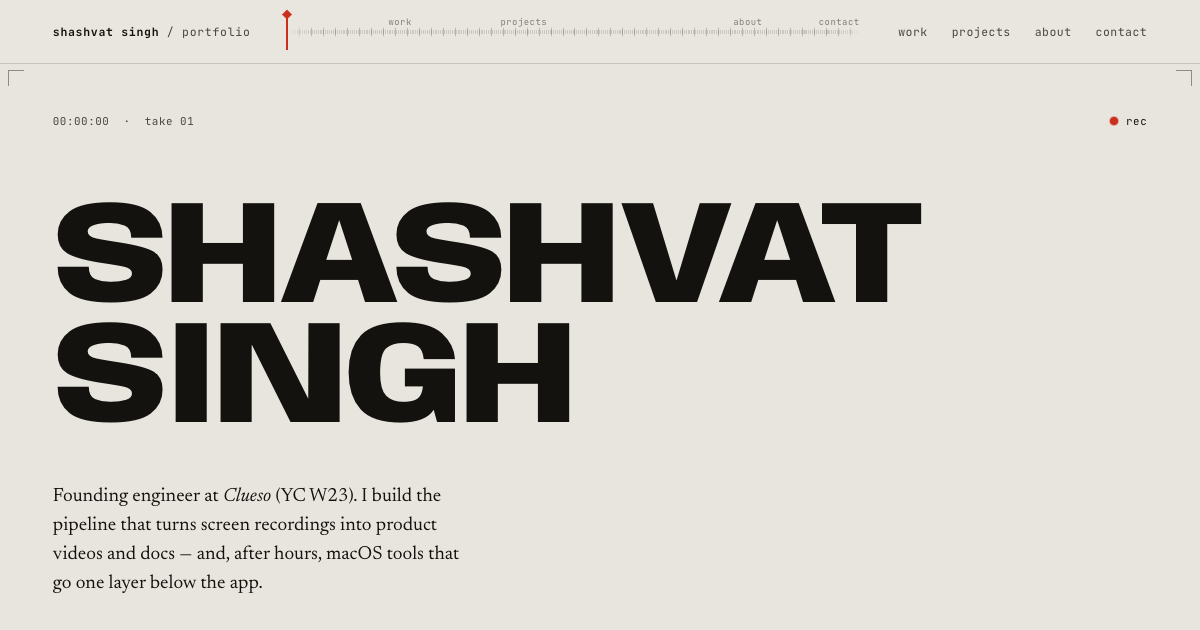 shashvat singh / portfolio
work projects about contact
work projects about contact
00:00:00 · take 01
rec
SHASHVAT
SINGH
Founding engineer at Clueso (YC W23). I build the
pipeline that turns screen recordings into product
videos and docs — and, after hours, macOS tools that
go one layer below the app.